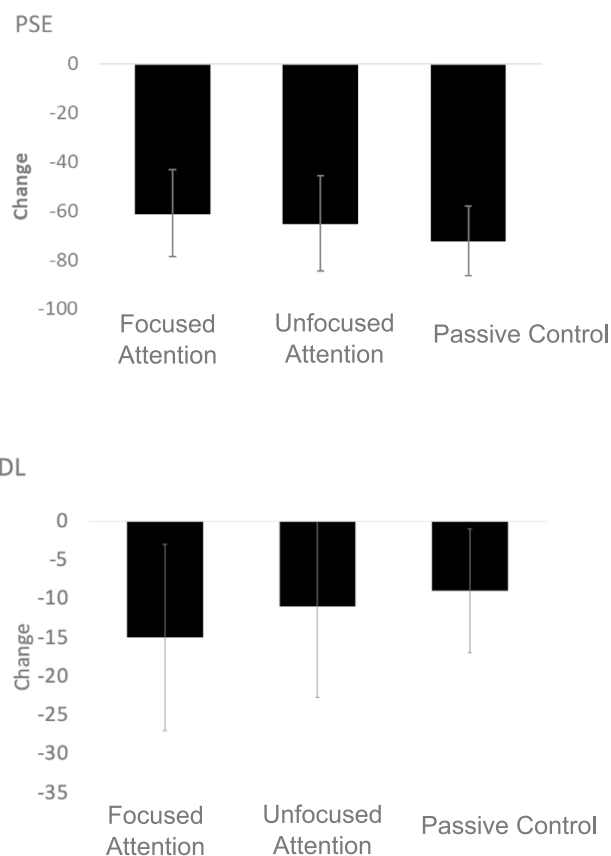 PSE
0
-20
-40
-60
-80
-100
Change
Focused
Attention
Unfocused
Attention
Passive Control
DL
0
-5
-10
-15
-20
-25
-30
-35
Change
Focused
Attention
Unfocused
Attention
Passive Control